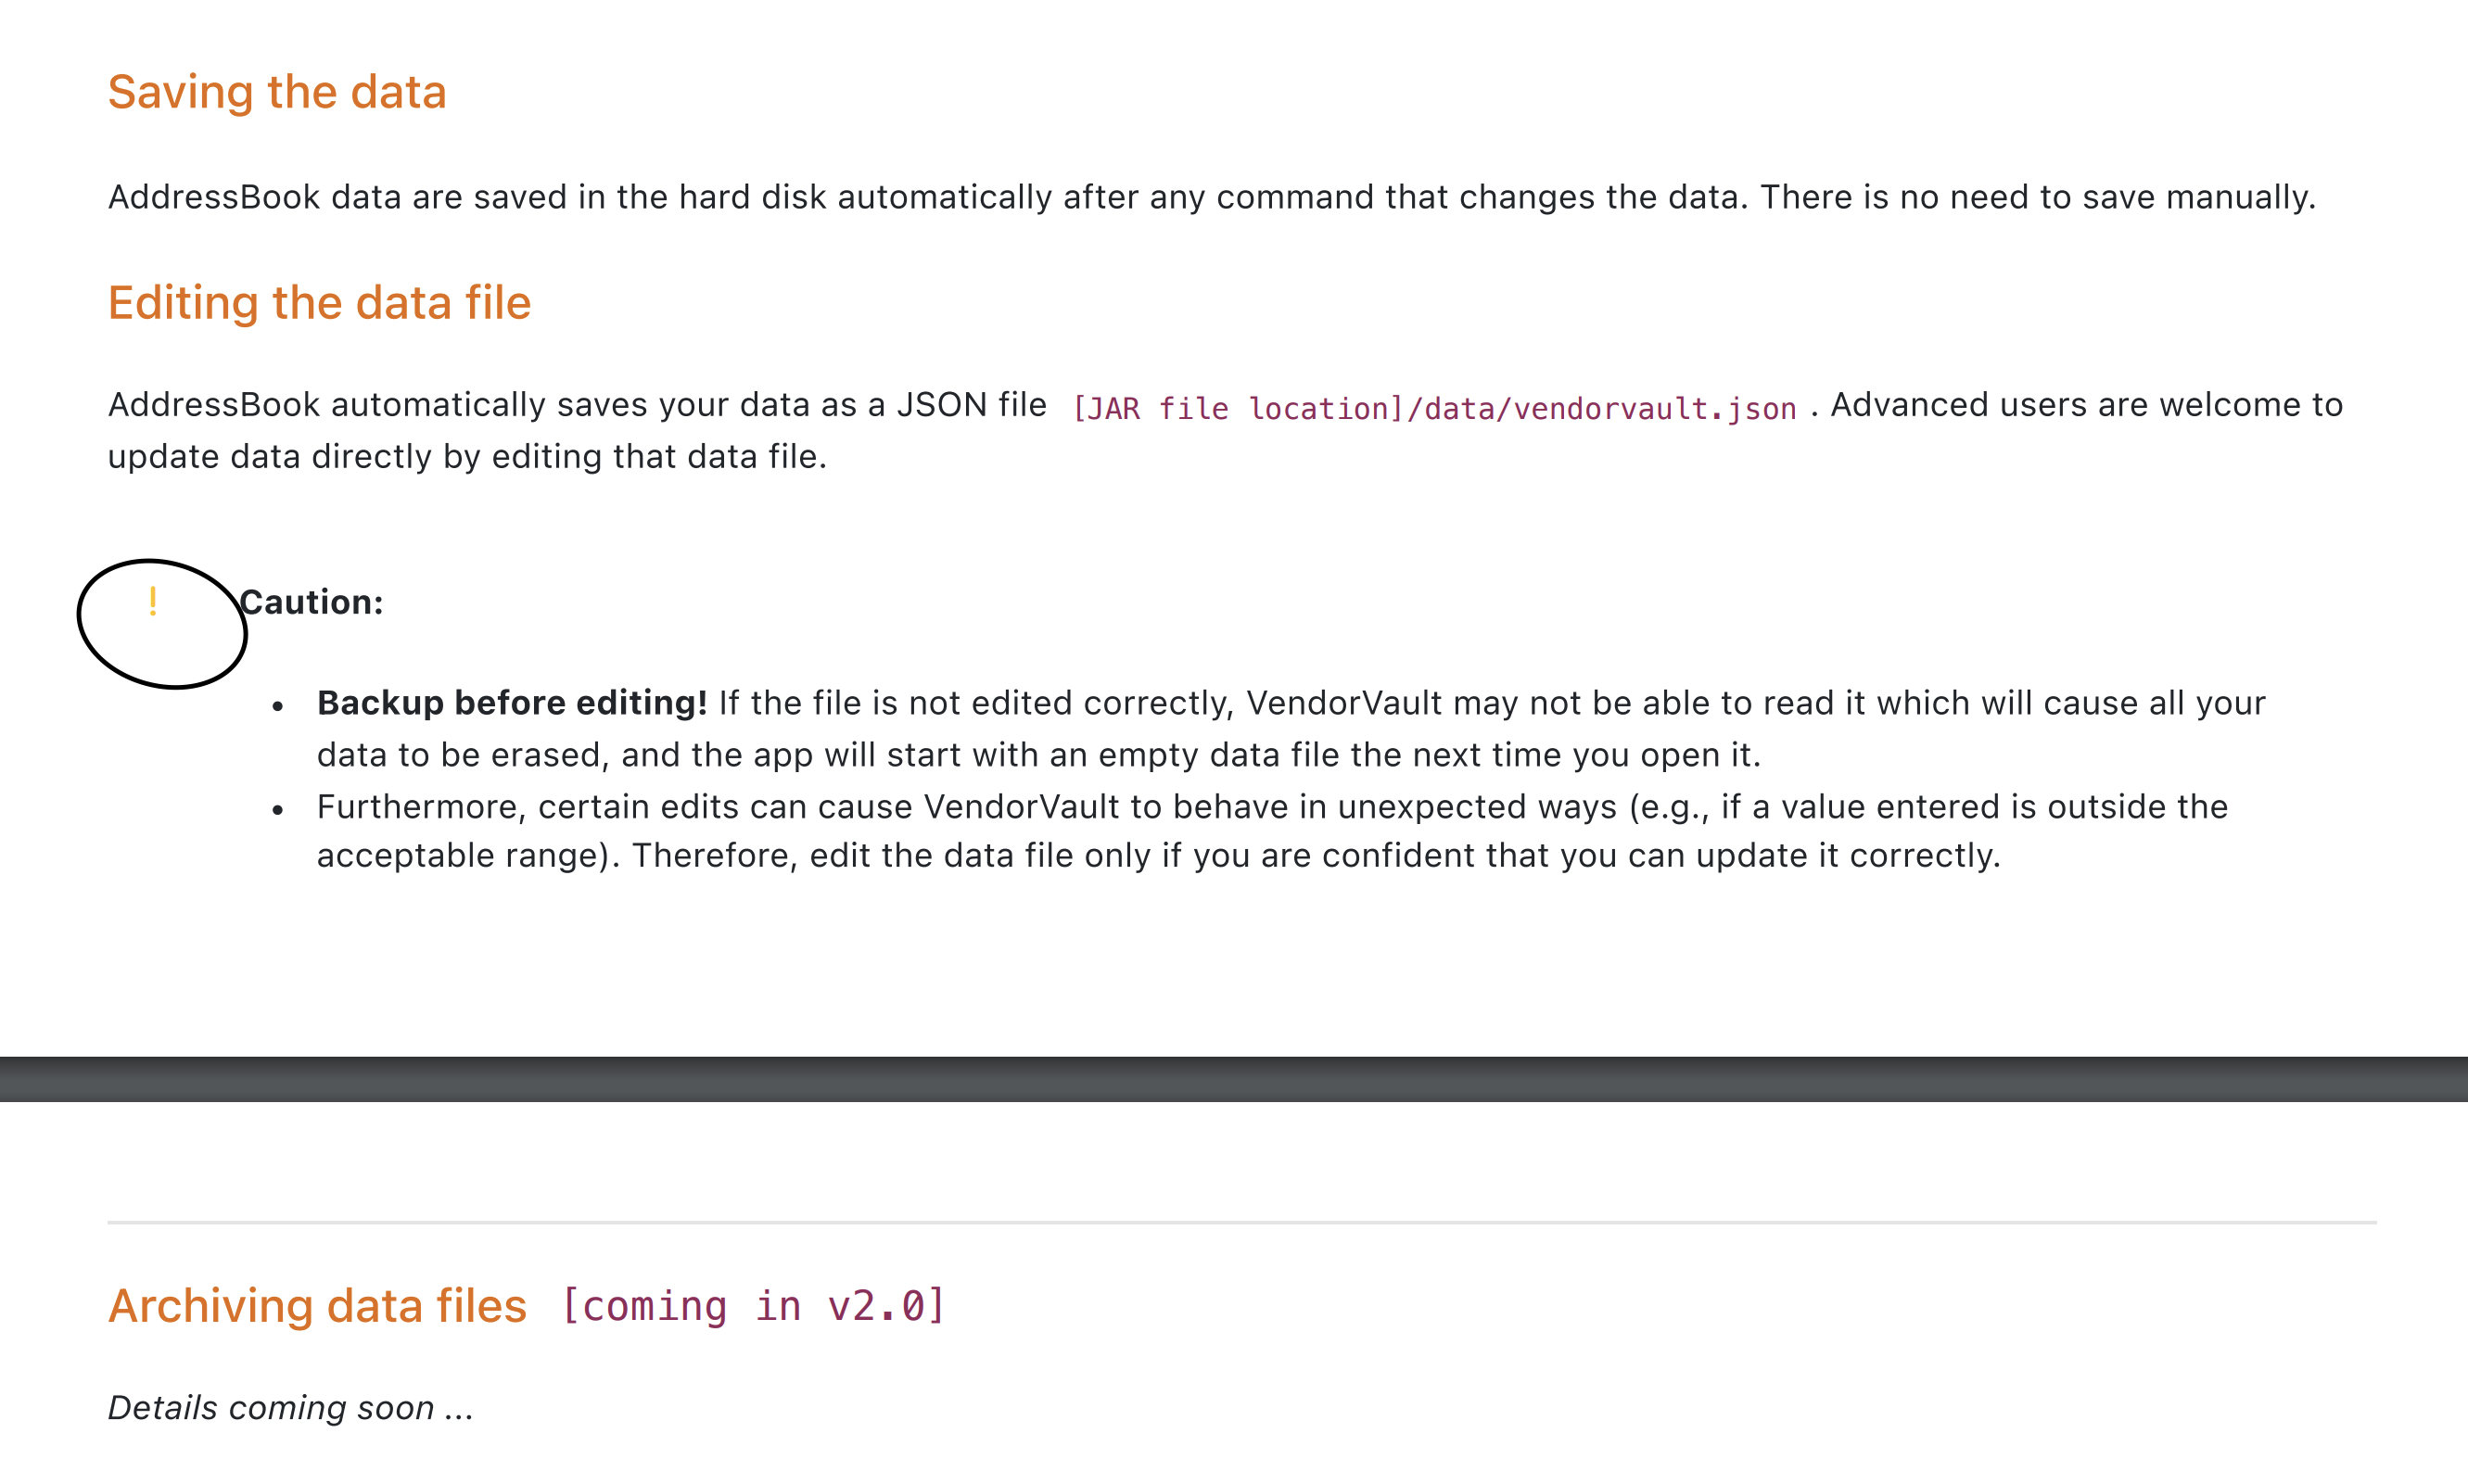 Saving the data
AddressBook data are saved in the hard disk automatically after any command that changes the data. There is no need to save manually.
Editing the data file
AddressBook automatically saves your data as a JSON file [JAR file location]/data/vendorvault.json . Advanced users are welcome to
update data directly by editing that data file.
! Caution:
• Backup before editing! If the file is not edited correctly, VendorVault may not be able to read it which will cause all your
data to be erased, and the app will start with an empty data file the next time you open it.
• Furthermore, certain edits can cause VendorVault to behave in unexpected ways (e.g., if a value entered is outside the
acceptable range). Therefore, edit the data file only if you are confident that you can update it correctly.
Archiving data files [coming in v2.0]
Details coming soon ...